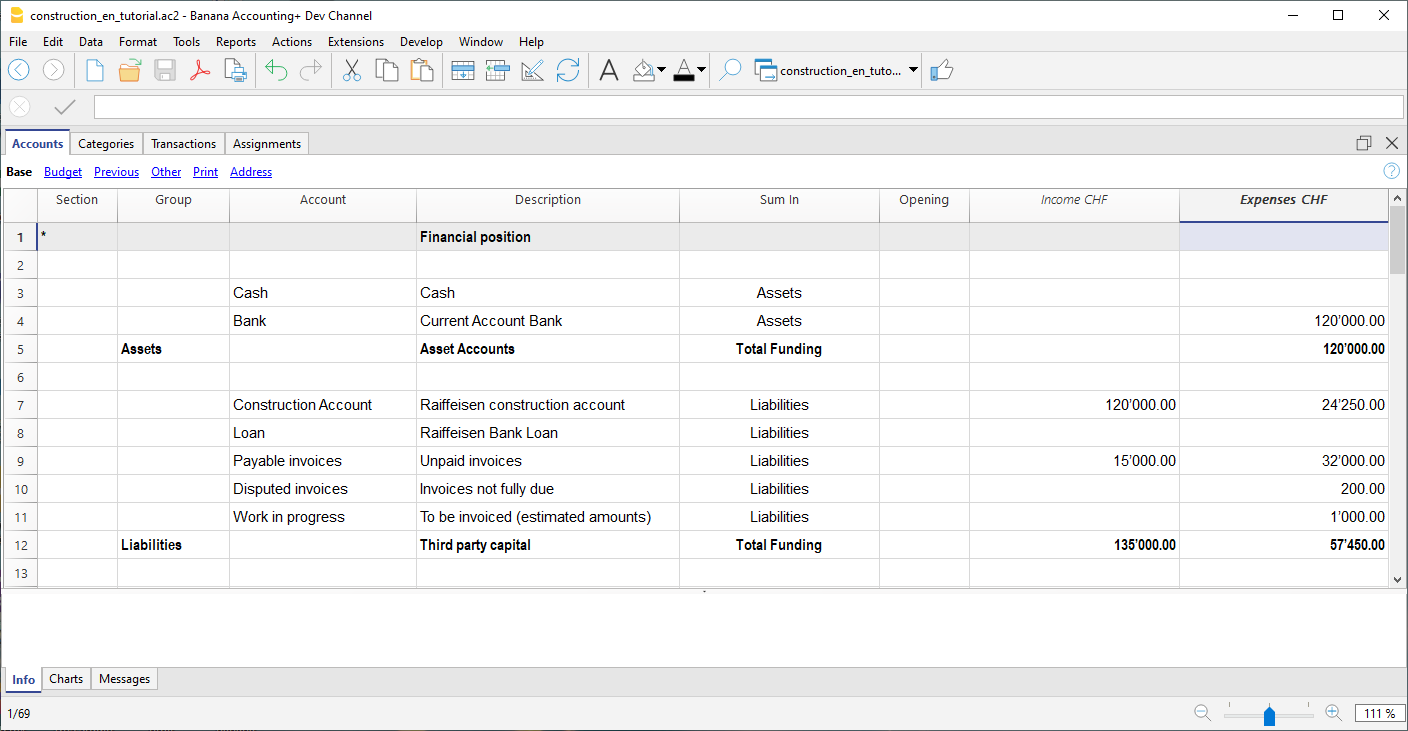 construction_en_tutorial.ac2 - Banana Accounting+ Dev Channel
File Edit Data Format Tools Reports Actions Extensions Develop Window Help
construction_en_tuto...
Accounts Categories Transactions Assignments
Base Budget Previous Other Print Address
Section Group Account Description Sum In Opening Income CHF Expenses CHF
1 * Financial position
2
3 Cash Cash Assets
4 Bank Current Account Bank Assets 120’000.00
5 Assets Asset Accounts Total Funding 120’000.00
6
7 Construction Account Raiffeisen construction account Liabilities 120’000.00 24’250.00
8 Loan Raiffeisen Bank Loan Liabilities
9 Payable invoices Unpaid invoices Liabilities 15’000.00 32’000.00
10 Disputed invoices Invoices not fully due Liabilities 200.00
11 Work in progress To be invoiced (estimated amounts) Liabilities 1’000.00
12 Liabilities Third party capital Total Funding 135’000.00 57’450.00
13
Info Charts Messages
1/69 111 %